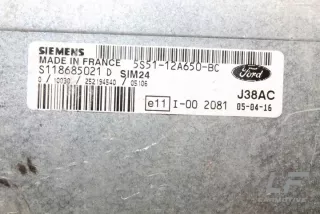 SIEMENS
MADE IN FRANCE 5S51-12A650-BC
S118685021 D SIM24
Ford
J38AC
e11 I-00 2081 05-04-16